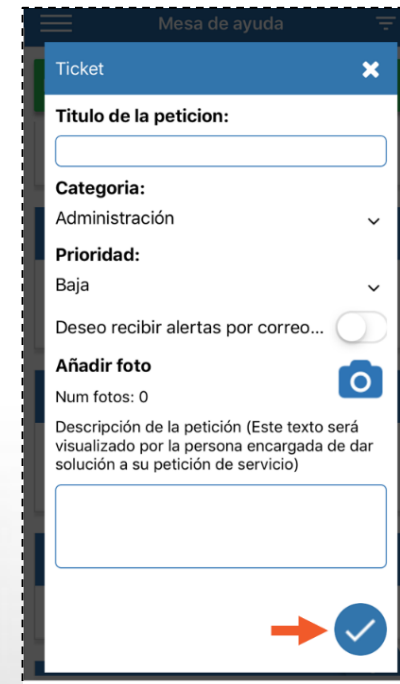 Mesa de ayuda
Ticket
Titulo de la peticion:
Categoria:
Administración
Prioridad:
Baja
Deseo recibir alertas por correo...
Añadir foto
Num fotos: 0
Descripción de la petición (Este texto será
visualizado por la persona encargada de dar
solución a su petición de servicio)